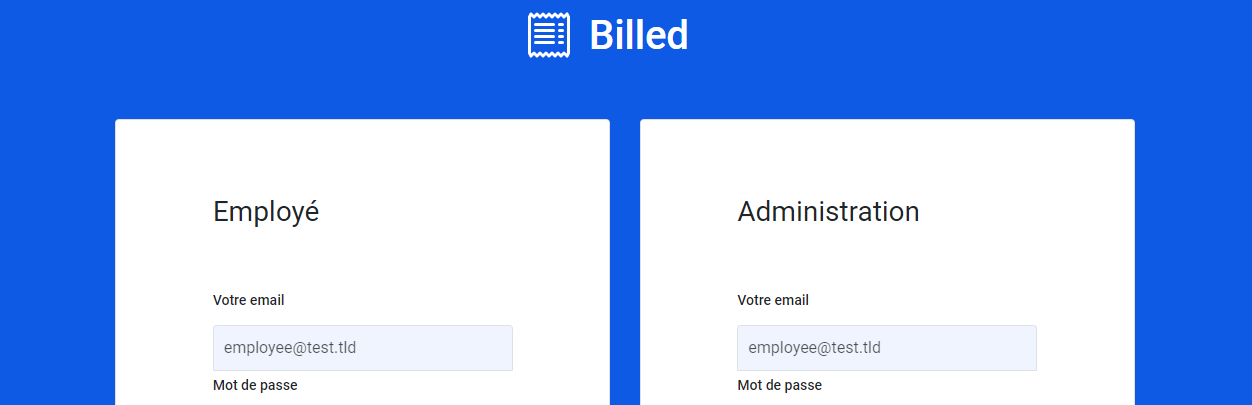 Billed
Employé
Votre email
employee@test.tld
Mot de passe
Administration
Votre email
employee@test.tld
Mot de passe